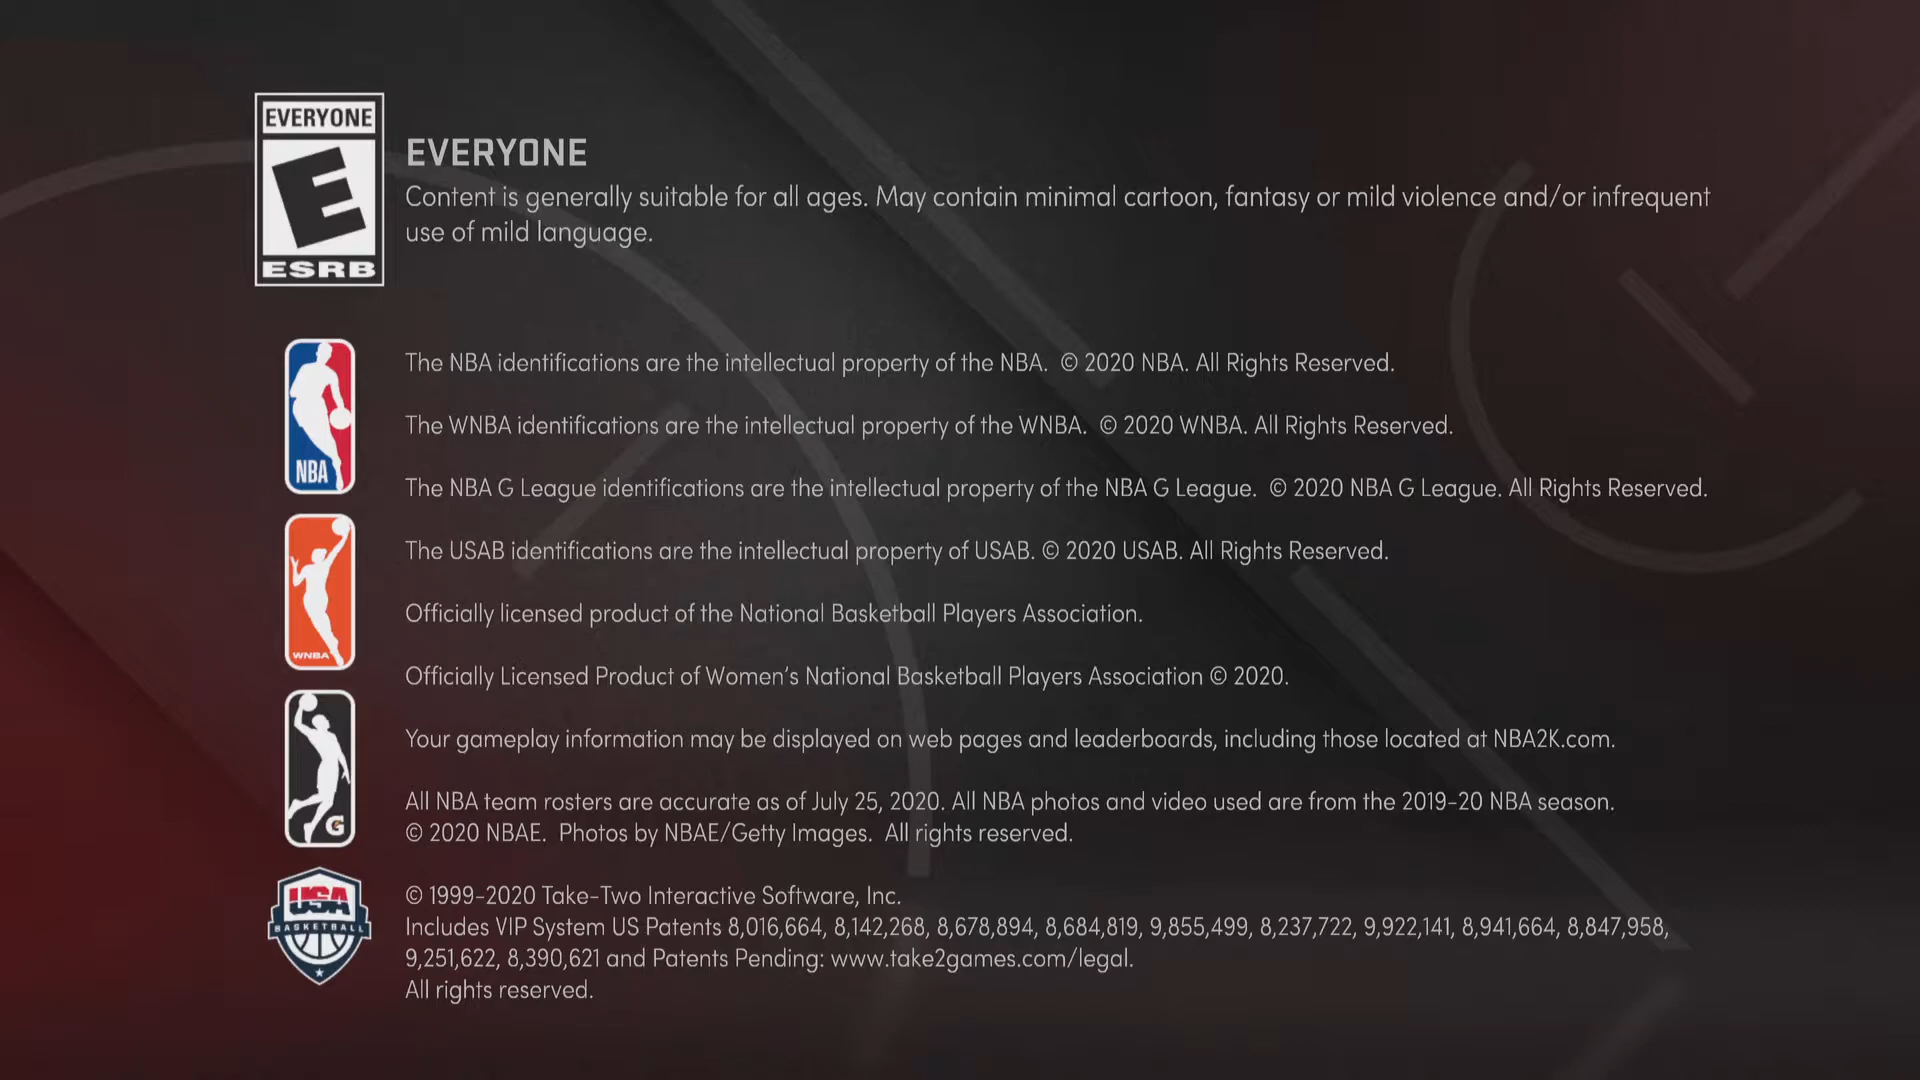 EVERYONE
E
ESRB
EVERYONE
Content is generally suitable for all ages. May contain minimal cartoon, fantasy or mild violence and/or infrequent
use of mild language.
NBA
The NBA identifications are the intellectual property of the NBA.  © 2020 NBA. All Rights Reserved.
The WNBA identifications are the intellectual property of the WNBA.  © 2020 WNBA. All Rights Reserved.
The NBA G League identifications are the intellectual property of the NBA G League.  © 2020 NBA G League. All Rights Reserved.
WNBA
The USAB identifications are the intellectual property of USAB. © 2020 USAB. All Rights Reserved.
Officially licensed product of the National Basketball Players Association.
Officially Licensed Product of Women's National Basketball Players Association © 2020.
G
Your gameplay information may be displayed on web pages and leaderboards, including those located at NBA2K.com.
All NBA team rosters are accurate as of July 25, 2020. All NBA photos and video used are from the 2019-20 NBA season.
© 2020 NBAE.  Photos by NBAE/Getty Images.  All rights reserved.
USA
BASKETBALL
© 1999-2020 Take-Two Interactive Software, Inc.
Includes VIP System US Patents 8,016,664, 8,142,268, 8,678,894, 8,684,819, 9,855,499, 8,237,722, 9,922,141, 8,941,664, 8,847,958,
9,251,622, 8,390,621 and Patents Pending: www.take2games.com/legal.
All rights reserved.